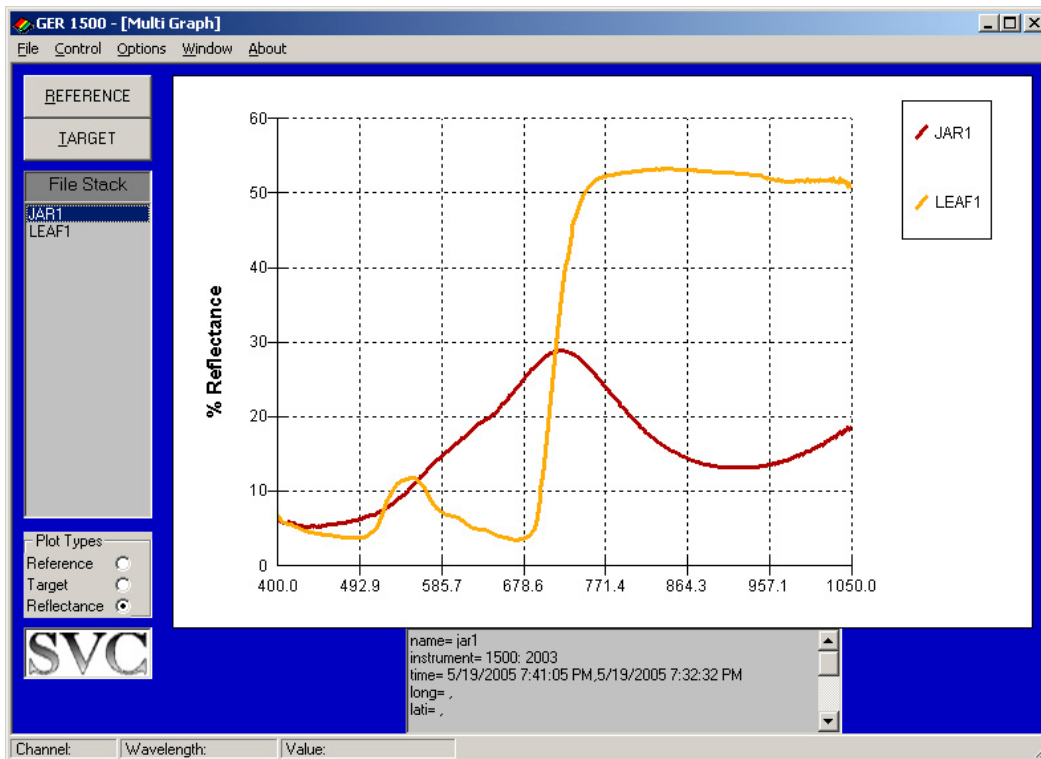 GER 1500 - [Multi Graph]
File Control Options Window About
REFERENCE
TARGET
File Stack
JAR1
LEAF1
Plot Types
Reference
Target
Reflectance
SVC
% Reflectance
60
50
40
30
20
10
0
400.0 492.9 585.7 678.6 771.4 864.3 957.1 1050.0
JAR1
LEAF1
name= jar1
instrument= 1500: 2003
time= 5/19/2005 7:41:05 PM,5/19/2005 7:32:32 PM
long= ,
lati= ,
Channel: Wavelength: Value: